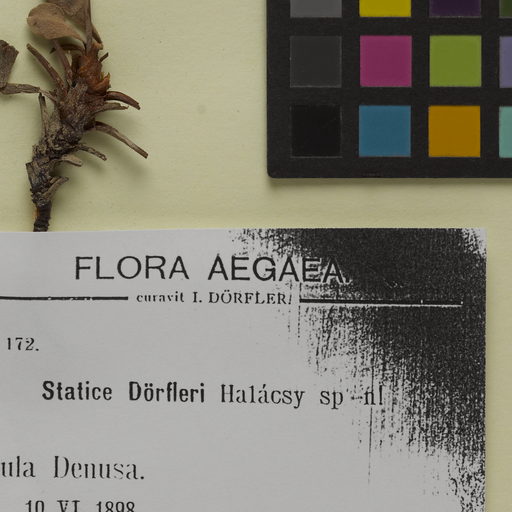 FLORA AEGAEA.
curavit I. DÖRFLER.
172.
Statice Dörfleri Halácsy sp. n.
ula Denusa.
10 VI 1898